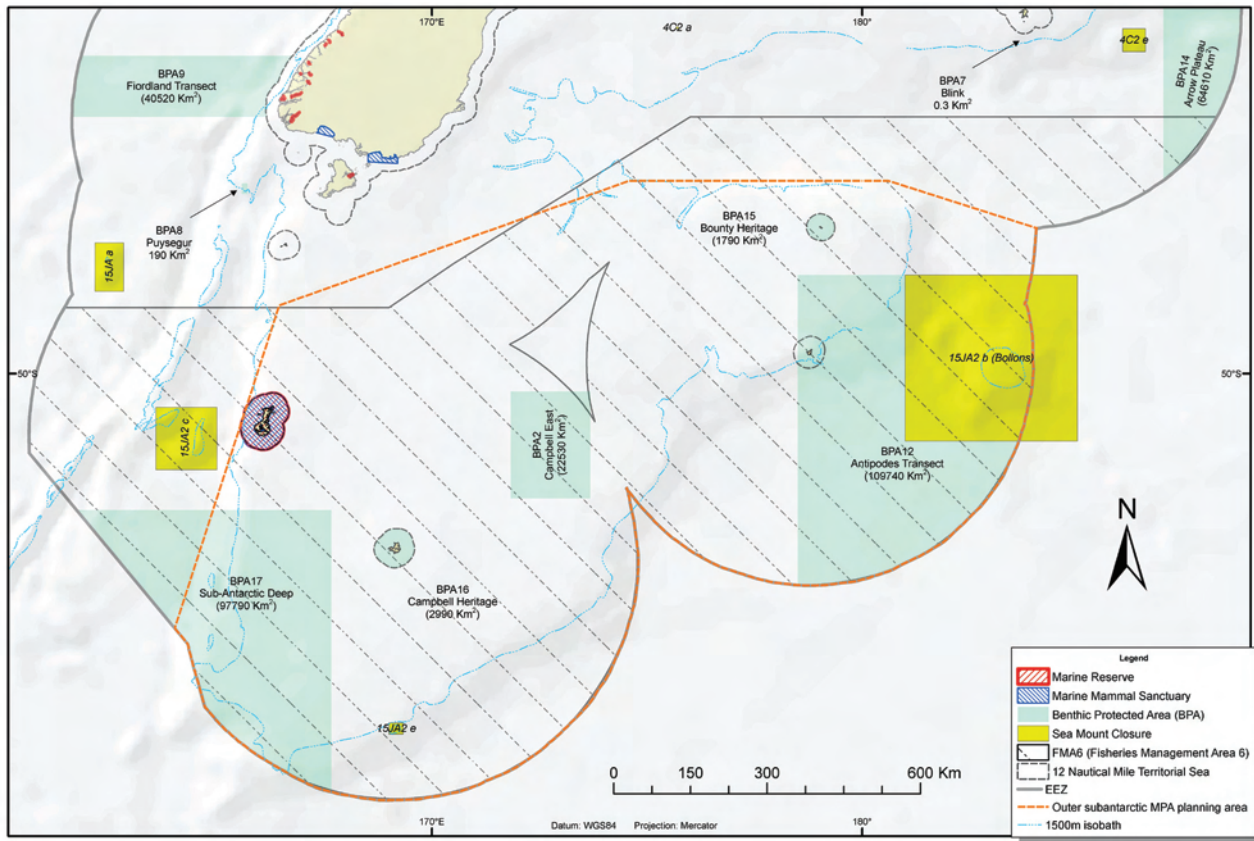 170°E
180°
4C2 a
4C2 e
BPA9
Fiordland Transect
(40520 Km²)
BPA7
Blink
0.3 Km²
BPA14
Arrow Plateau
(64610 Km²)
BPA8
Puysegur
190 Km²
15JA a
BPA15
Bounty Heritage
(1790 Km²)
50°S
50°S
15JA2 b (Bollons)
15JA2 c
BPA2
Campbell East
(22530 Km²)
BPA12
Antipodes Transect
(109740 Km²)
N
BPA17
Sub-Antarctic Deep
(97790 Km²)
BPA16
Campbell Heritage
(2990 Km²)
15JA2 e
0 150 300 600 Km
170°E
Datum: WGS84 Projection: Mercator
180°
Legend
Marine Reserve
Marine Mammal Sanctuary
Benthic Protected Area (BPA)
Sea Mount Closure
FMA6 (Fisheries Management Area 6)
12 Nautical Mile Territorial Sea
EEZ
Outer subantarctic MPA planning area
1500m isobath